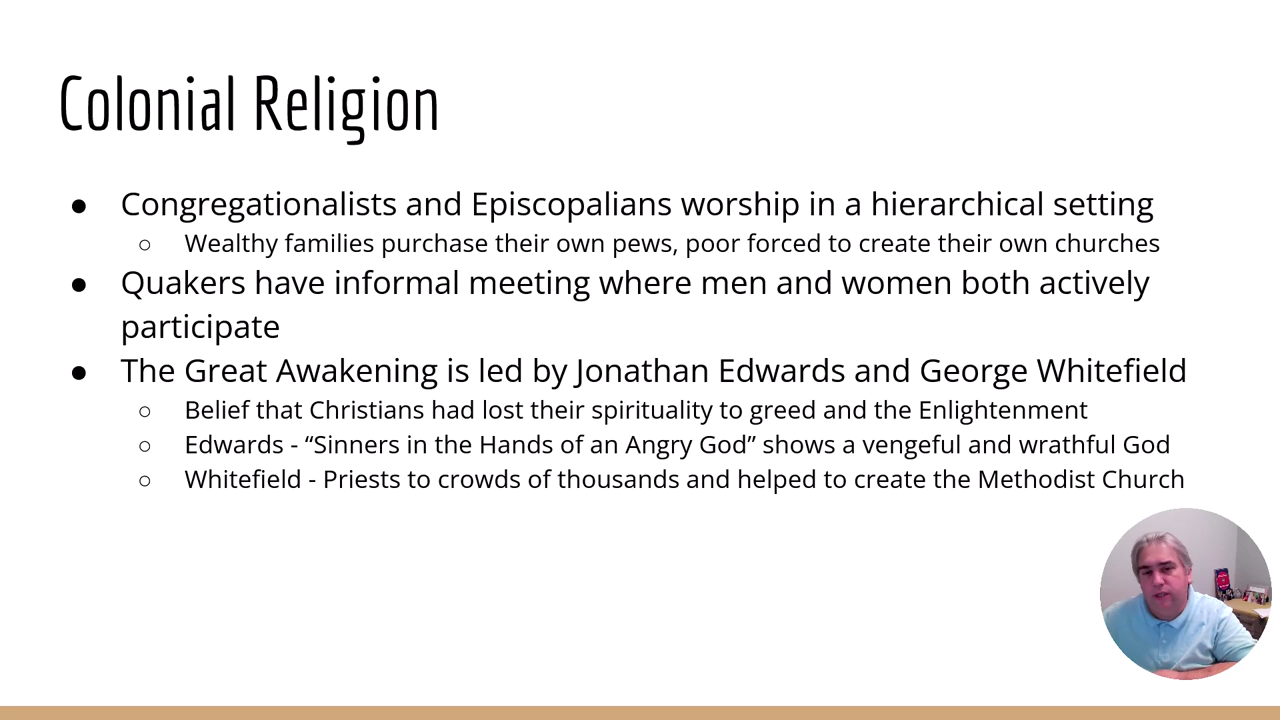 Colonial Religion
● Congregationalists and Episcopalians worship in a hierarchical setting
○ Wealthy families purchase their own pews, poor forced to create their own churches
● Quakers have informal meeting where men and women both actively
participate
● The Great Awakening is led by Jonathan Edwards and George Whitefield
○ Belief that Christians had lost their spirituality to greed and the Enlightenment
○ Edwards - “Sinners in the Hands of an Angry God” shows a vengeful and wrathful God
○ Whitefield - Priests to crowds of thousands and helped to create the Methodist Church